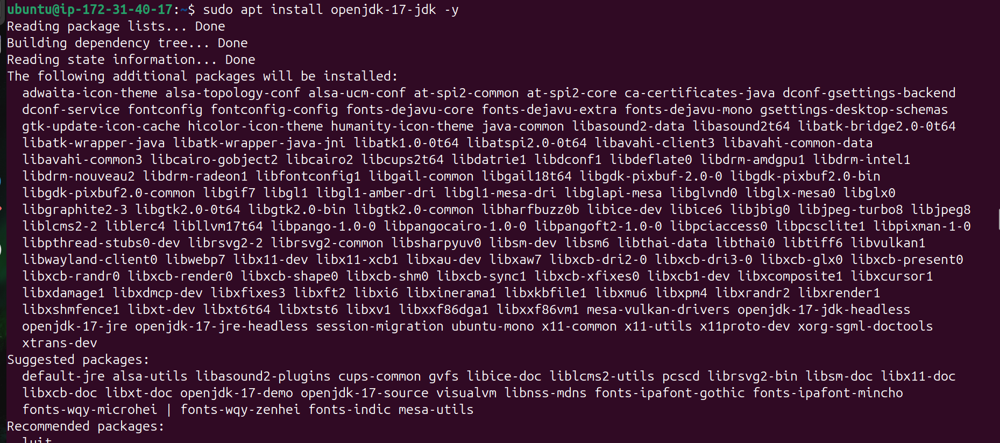 ubuntu@ip-172-31-40-17:~$ sudo apt install openjdk-17-jdk -y
Reading package lists... Done
Building dependency tree... Done
Reading state information... Done
The following additional packages will be installed:
  adwaita-icon-theme alsa-topology-conf alsa-ucm-conf at-spi2-common at-spi2-core ca-certificates-java dconf-gsettings-backend
  dconf-service fontconfig fontconfig-config fonts-dejavu-core fonts-dejavu-extra fonts-dejavu-mono gsettings-desktop-schemas
  gtk-update-icon-cache hicolor-icon-theme humanity-icon-theme java-common libasound2-data libasound2t64 libatk-bridge2.0-0t64
  libatk-wrapper-java libatk-wrapper-java-jni libatk1.0-0t64 libatspi2.0-0t64 libavahi-client3 libavahi-common-data
  libavahi-common3 libcairo-gobject2 libcairo2 libcups2t64 libdatrie1 libdconf1 libdeflate0 libdrm-amdgpu1 libdrm-intel1
  libdrm-nouveau2 libdrm-radeon1 libfontconfig1 libgail-common libgail18t64 libgdk-pixbuf-2.0-0 libgdk-pixbuf2.0-bin
  libgdk-pixbuf2.0-common libgif7 libgl1 libgl1-amber-dri libgl1-mesa-dri libglapi-mesa libglvnd0 libglx-mesa0 libglx0
  libgraphite2-3 libgtk2.0-0t64 libgtk2.0-bin libgtk2.0-common libharfbuzz0b libice-dev libice6 libjbig0 libjpeg-turbo8 libjpeg8
  liblcms2-2 liblerc4 libllvm17t64 libpango-1.0-0 libpangocairo-1.0-0 libpangoft2-1.0-0 libpciaccess0 libpcsclite1 libpixman-1-0
  libpthread-stubs0-dev librsvg2-2 librsvg2-common libsharpyuv0 libsm-dev libsm6 libthai-data libthai0 libtiff6 libvulkan1
  libwayland-client0 libwebp7 libx11-dev libx11-xcb1 libxau-dev libxaw7 libxcb-dri2-0 libxcb-dri3-0 libxcb-glx0 libxcb-present0
  libxcb-randr0 libxcb-render0 libxcb-shape0 libxcb-shm0 libxcb-sync1 libxcb-xfixes0 libxcb1-dev libxcomposite1 libxcursor1
  libxdamage1 libxdmcp-dev libxfixes3 libxft2 libxi6 libxinerama1 libxkbfile1 libxmu6 libxpm4 libxrandr2 libxrender1
  libxshmfence1 libxt-dev libxt6t64 libxtst6 libxv1 libxxf86dga1 libxxf86vm1 mesa-vulkan-drivers openjdk-17-jdk-headless
  openjdk-17-jre openjdk-17-jre-headless session-migration ubuntu-mono x11-common x11-utils x11proto-dev xorg-sgml-doctools
  xtrans-dev
Suggested packages:
  default-jre alsa-utils libasound2-plugins cups-common gvfs libice-doc liblcms2-utils pcscd librsvg2-bin libsm-doc libx11-doc
  libxcb-doc libxt-doc openjdk-17-demo openjdk-17-source visualvm libnss-mdns fonts-ipafont-gothic fonts-ipafont-mincho
  fonts-wqy-microhei | fonts-wqy-zenhei fonts-indic mesa-utils
Recommended packages:
  luit